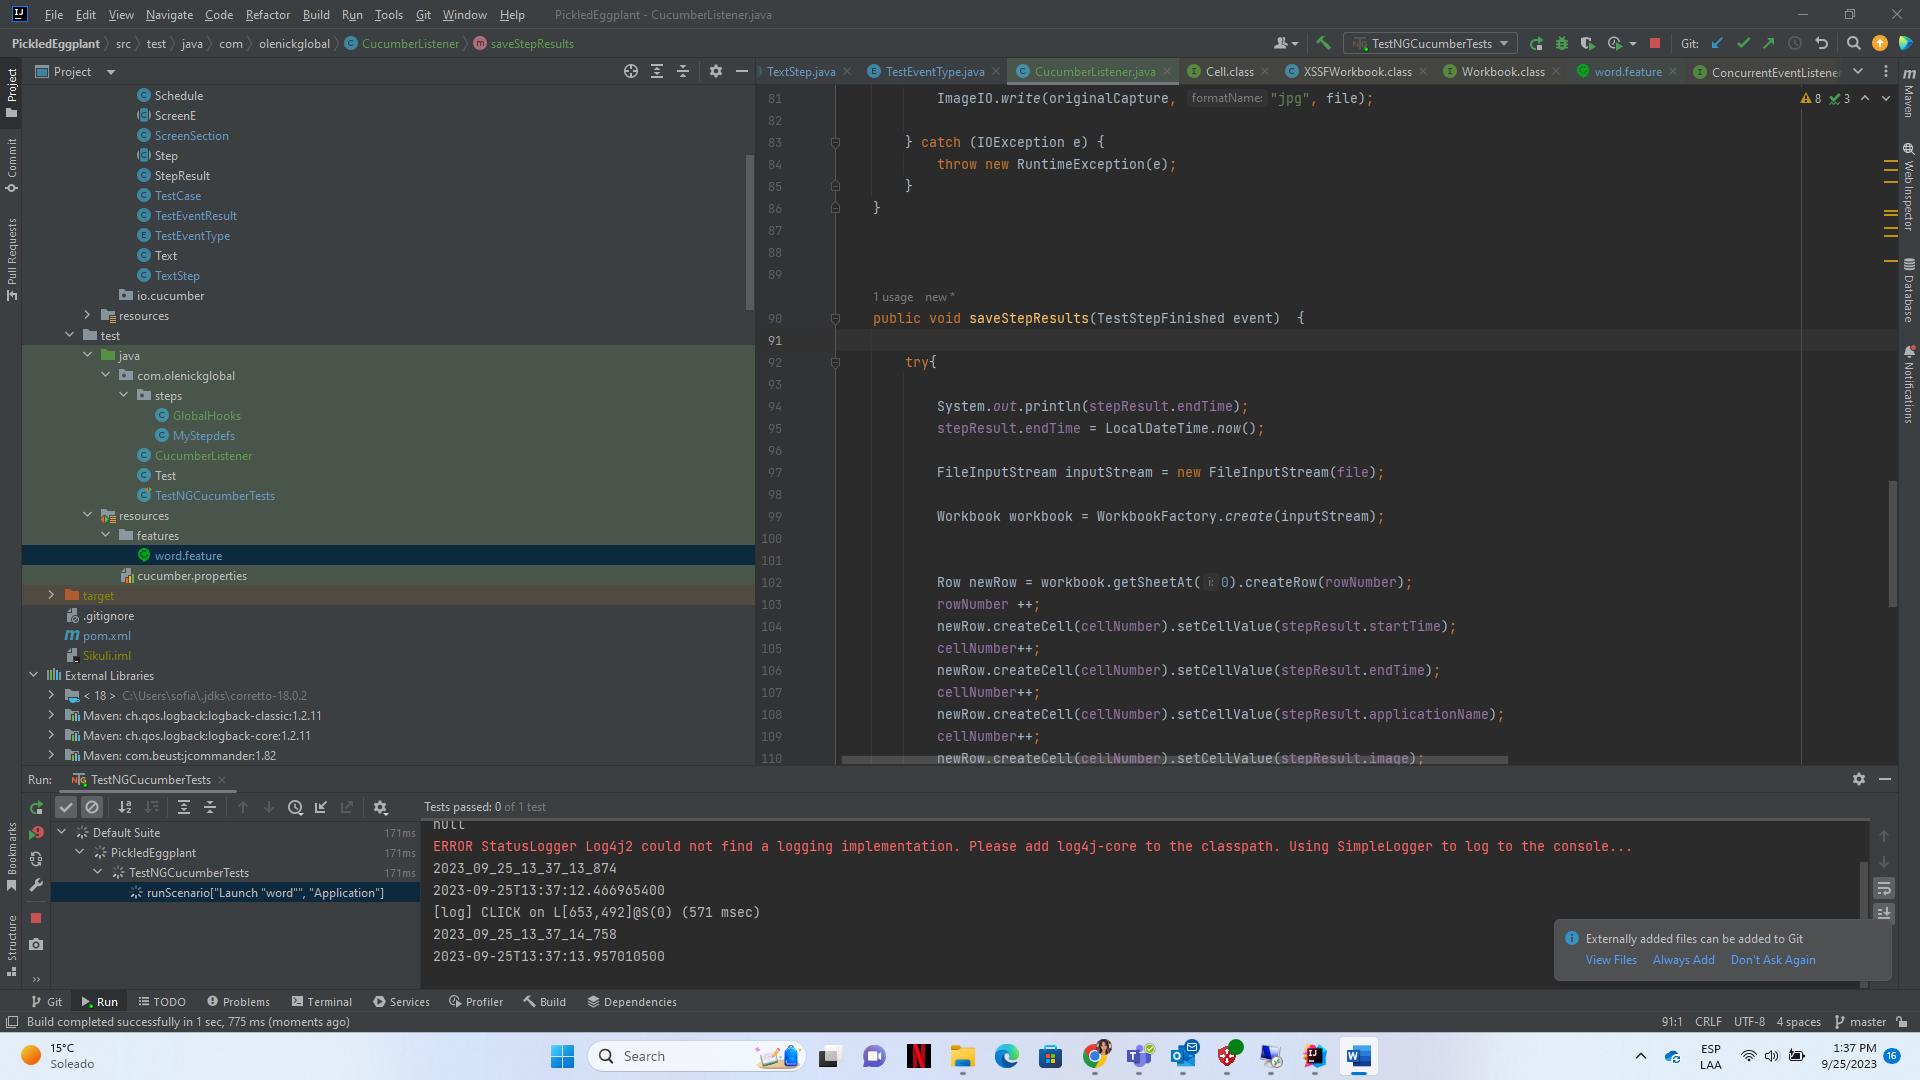 File Edit View Navigate Code Refactor Build Run Tools Git Window Help PickledEggplant - CucumberListener.java
PickledEggplant src test java com olenickglobal CucumberListener saveStepResults TestNGCucumberTests Git:
Project
TextStep.java TestEventType.java CucumberListener.java Cell.class XSSFWorkbook.class Workbook.class word.feature ConcurrentEventListene
Project
Commit
Pull Requests
Bookmarks
Structure
Maven
Web Inspector
Database
Notifications
Schedule
ScreenE
ScreenSection
Step
StepResult
TestCase
TestEventResult
TestEventType
Text
TextStep
io.cucumber
resources
test
java
com.olenickglobal
steps
GlobalHooks
MyStepdefs
CucumberListener
Test
TestNGCucumberTests
resources
features
word.feature
cucumber.properties
target
.gitignore
pom.xml
Sikuli.iml
External Libraries
< 18 > C:\Users\sofia\.jdks\corretto-18.0.2
Maven: ch.qos.logback:logback-classic:1.2.11
Maven: ch.qos.logback:logback-core:1.2.11
Maven: com.beust:jcommander:1.82
8 3
81 ImageIO.write(originalCapture, formatName: "jpg", file);
82
83 } catch (IOException e) {
84 throw new RuntimeException(e);
85 }
86 }
87
88
89
1 usage new *
90 public void saveStepResults(TestStepFinished event) {
91
92 try{
93
94 System.out.println(stepResult.endTime);
95 stepResult.endTime = LocalDateTime.now();
96
97 FileInputStream inputStream = new FileInputStream(file);
98
99 Workbook workbook = WorkbookFactory.create(inputStream);
100
101
102 Row newRow = workbook.getSheetAt( i: 0).createRow(rowNumber);
103 rowNumber ++;
104 newRow.createCell(cellNumber).setCellValue(stepResult.startTime);
105 cellNumber++;
106 newRow.createCell(cellNumber).setCellValue(stepResult.endTime);
107 cellNumber++;
108 newRow.createCell(cellNumber).setCellValue(stepResult.applicationName);
109 cellNumber++;
110 newRow.createCell(cellNumber).setCellValue(stepResult.image);
Run: TestNGCucumberTests
Tests passed: 0 of 1 test
Default Suite 171ms
PickledEggplant 171ms
TestNGCucumberTests 171ms
runScenario["Launch "word"", "Application"]
null
ERROR StatusLogger Log4j2 could not find a logging implementation. Please add log4j-core to the classpath. Using SimpleLogger to log to the console...
2023_09_25_13_37_13_874
2023-09-25T13:37:12.466965400
[log] CLICK on L[653,492]@S(0) (571 msec)
2023_09_25_13_37_14_758
2023-09-25T13:37:13.957010500
Externally added files can be added to Git
View Files Always Add Don't Ask Again
Git Run TODO Problems Terminal Services Profiler Build Dependencies
Build completed successfully in 1 sec, 775 ms (moments ago) 91:1 CRLF UTF-8 4 spaces master
15°C
Soleado
Search
ESP
LAA
1:37 PM
9/25/2023
16